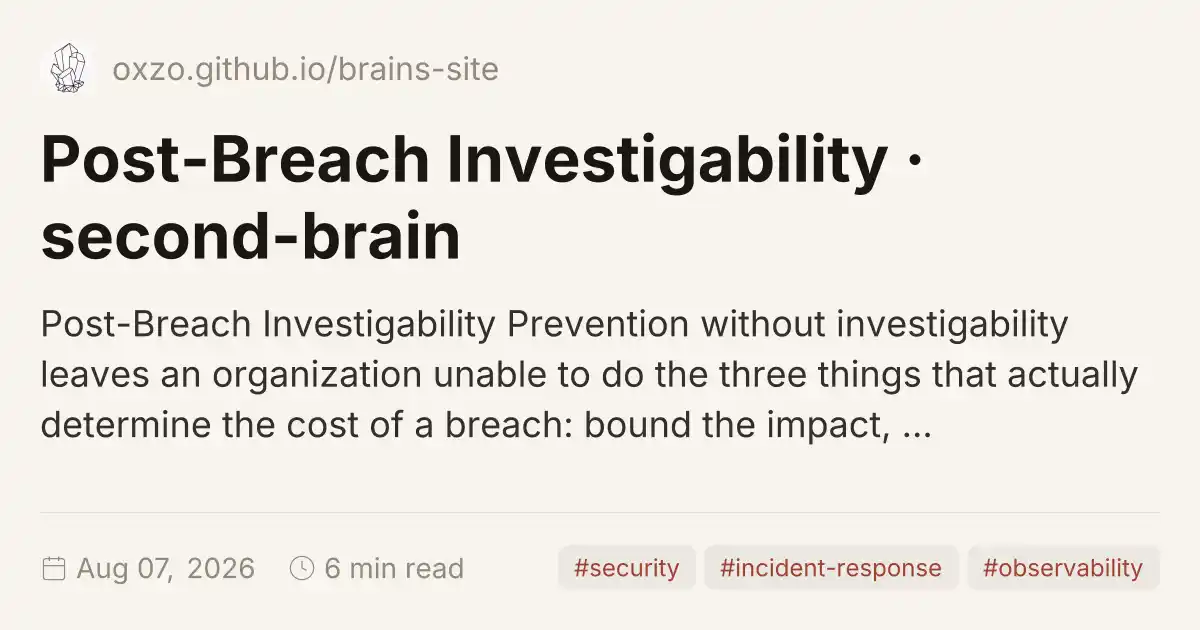 oxzo.github.io/brains-site
Post-Breach Investigability ·
second-brain
Post-Breach Investigability Prevention without investigability
leaves an organization unable to do the three things that actually
determine the cost of a breach: bound the impact, ...
Aug 07, 2026 6 min read #security #incident-response #observability